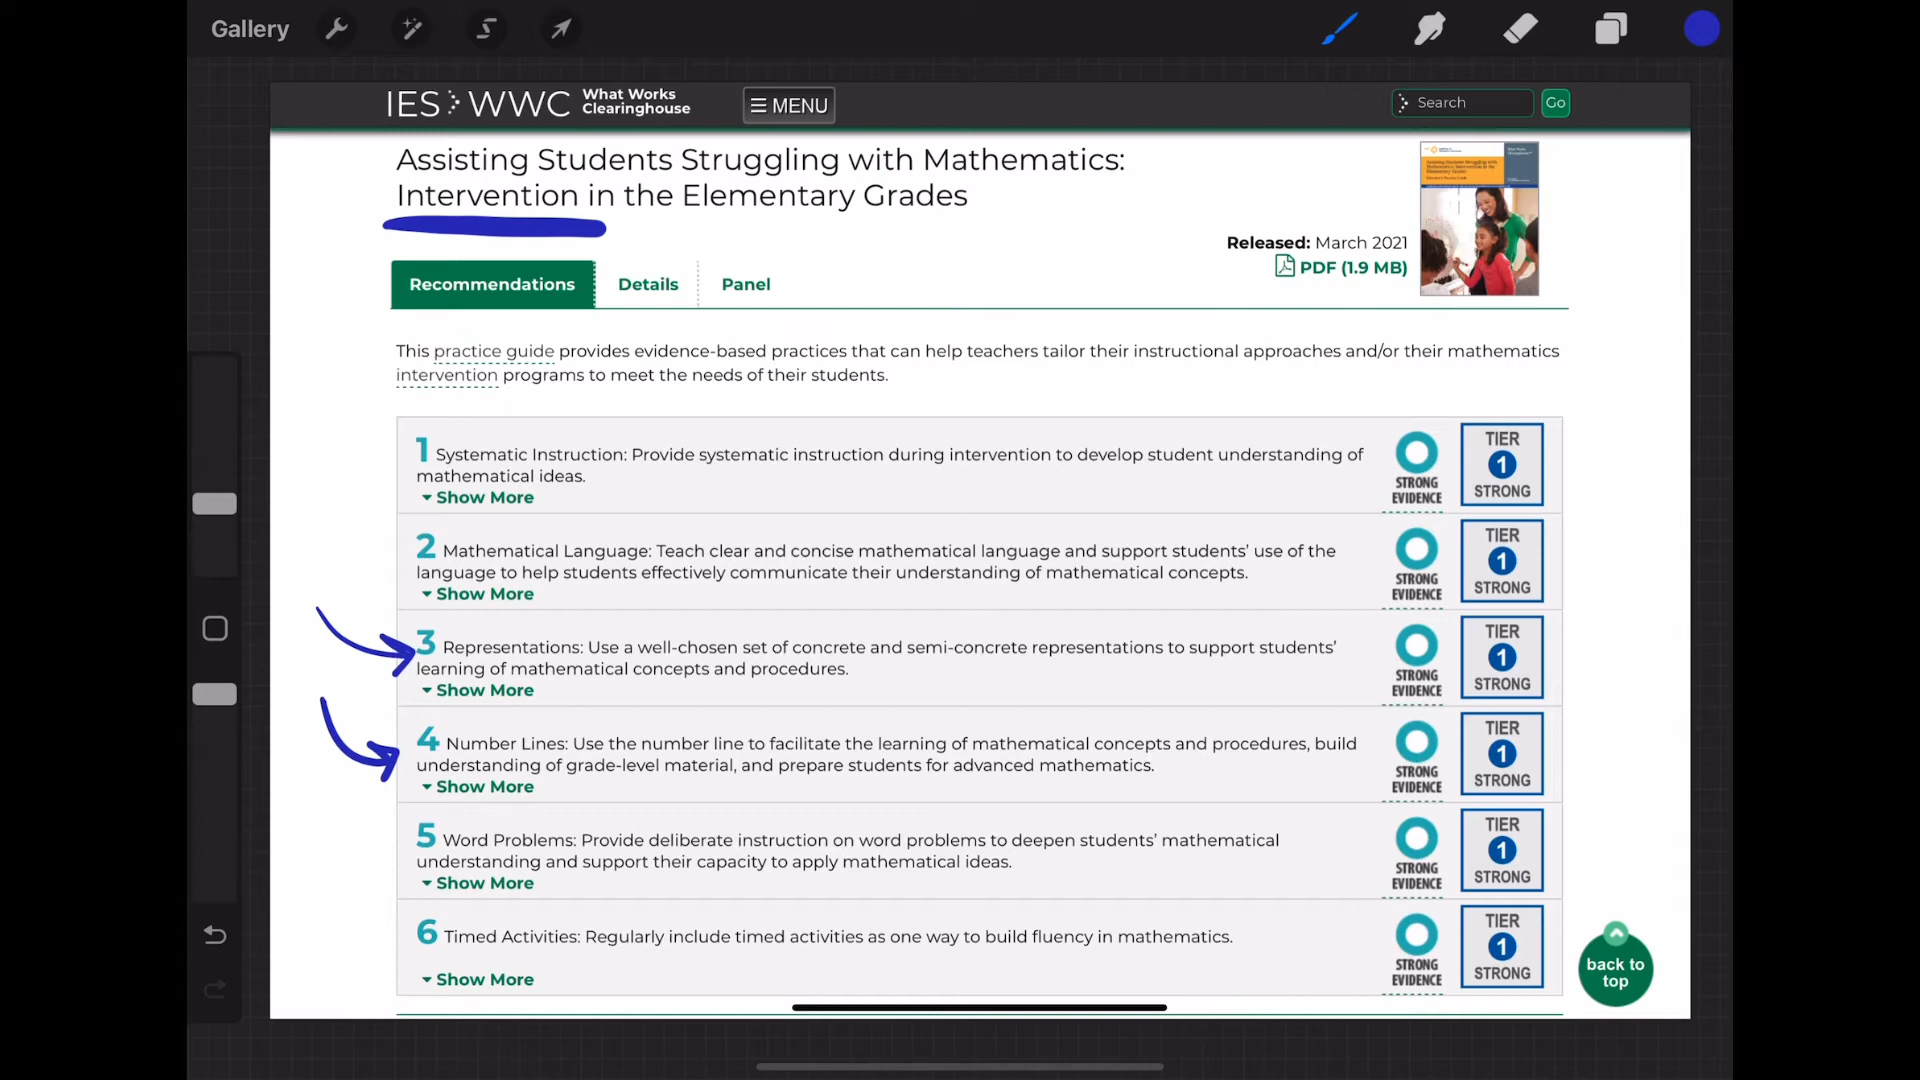 Gallery
IES WWC What Works Clearinghouse
MENU
Search
Go
Assisting Students Struggling with Mathematics:
Intervention in the Elementary Grades
Released: March 2021
PDF (1.9 MB)
Recommendations
Details
Panel
This practice guide provides evidence-based practices that can help teachers tailor their instructional approaches and/or their mathematics
intervention programs to meet the needs of their students.
1 Systematic Instruction: Provide systematic instruction during intervention to develop student understanding of
mathematical ideas.
Show More
STRONG
EVIDENCE
TIER
1
STRONG
2 Mathematical Language: Teach clear and concise mathematical language and support students' use of the
language to help students effectively communicate their understanding of mathematical concepts.
Show More
STRONG
EVIDENCE
TIER
1
STRONG
3 Representations: Use a well-chosen set of concrete and semi-concrete representations to support students'
learning of mathematical concepts and procedures.
Show More
STRONG
EVIDENCE
TIER
1
STRONG
4 Number Lines: Use the number line to facilitate the learning of mathematical concepts and procedures, build
understanding of grade-level material, and prepare students for advanced mathematics.
Show More
STRONG
EVIDENCE
TIER
1
STRONG
5 Word Problems: Provide deliberate instruction on word problems to deepen students' mathematical
understanding and support their capacity to apply mathematical ideas.
Show More
STRONG
EVIDENCE
TIER
1
STRONG
6 Timed Activities: Regularly include timed activities as one way to build fluency in mathematics.
Show More
STRONG
EVIDENCE
TIER
1
STRONG
back to
top